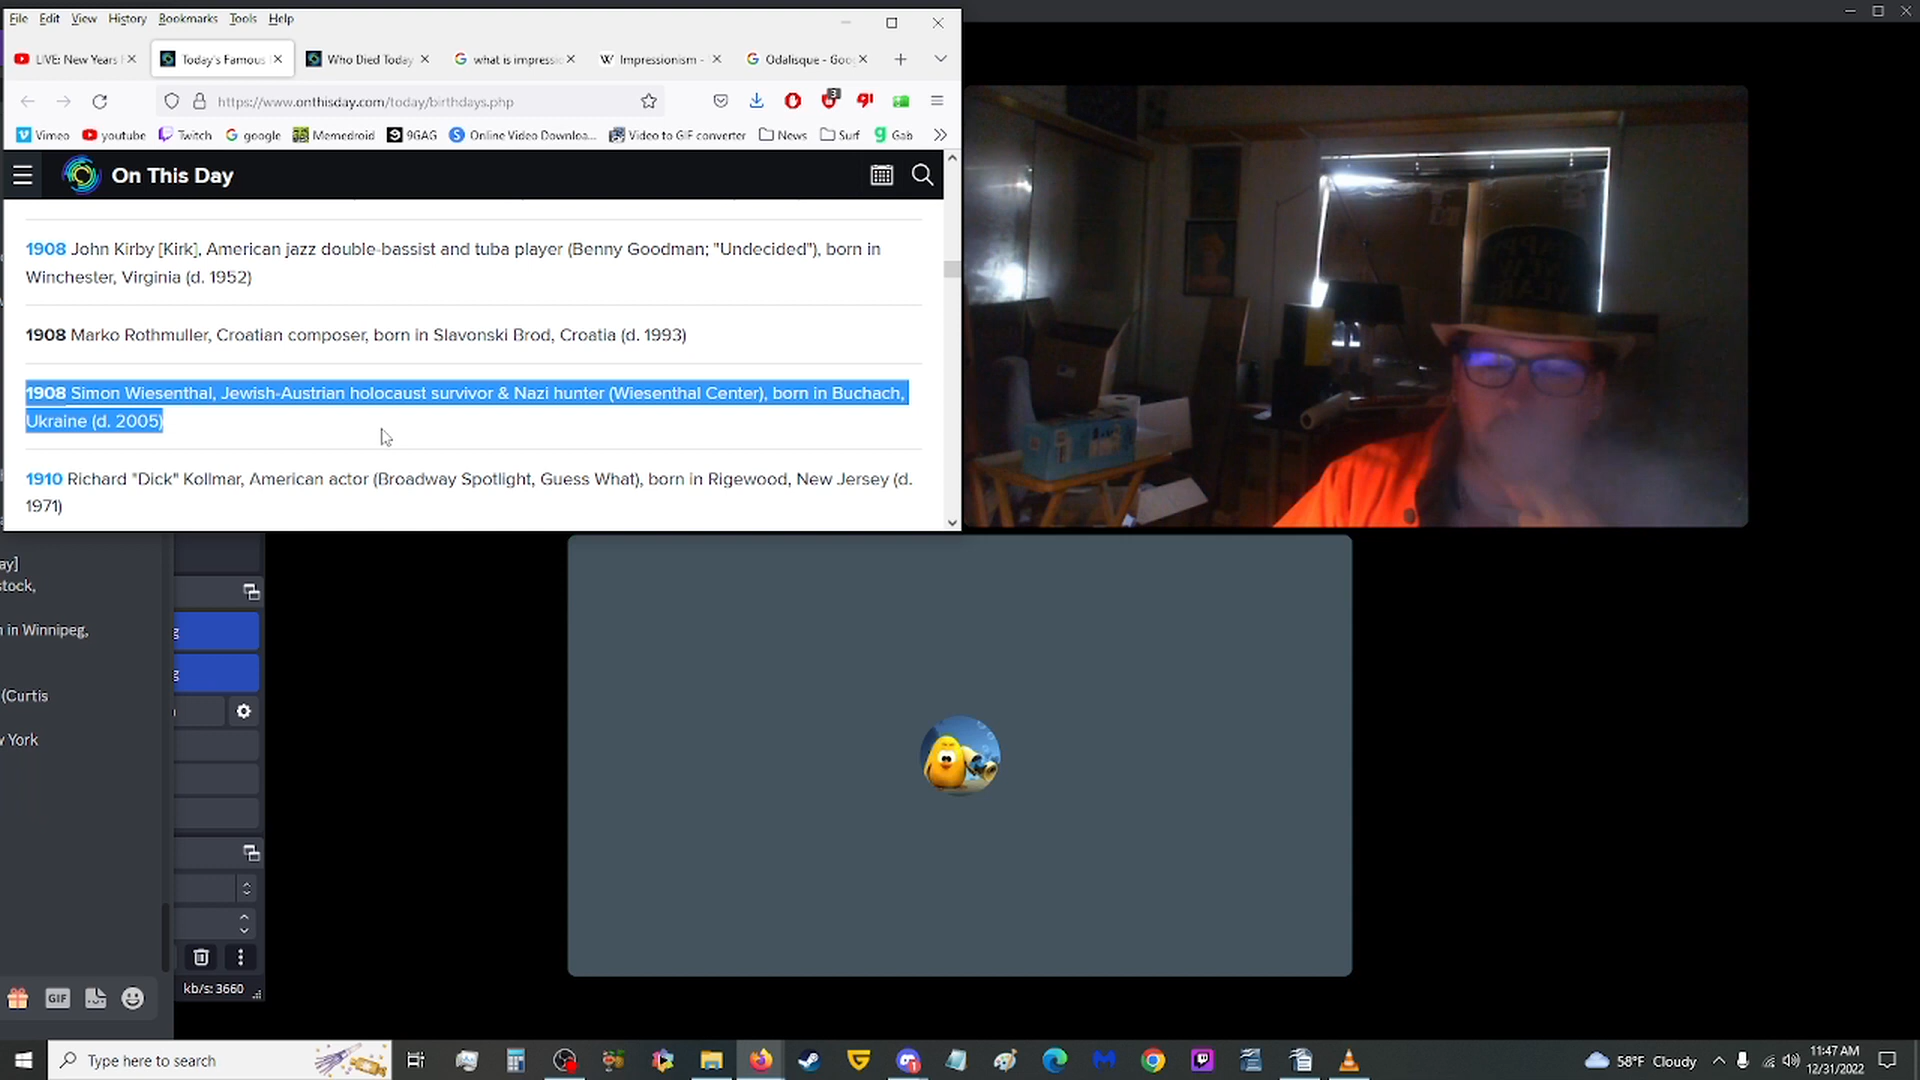 File Edit View History Bookmarks Tools Help
LIVE: New Years
Today's Famous
Who Died Today
what is impressio
Impressionism -
Odalisque - Goo
https://www.onthisday.com/today/birthdays.php
3
Vimeo youtube Twitch google Memedroid 9GAG Online Video Downloa... Video to GIF converter News Surf Gab
On This Day
1908 John Kirby [Kirk], American jazz double-bassist and tuba player (Benny Goodman; "Undecided"), born in
Winchester, Virginia (d. 1952)
1908 Marko Rothmuller, Croatian composer, born in Slavonski Brod, Croatia (d. 1993)
1908 Simon Wiesenthal, Jewish-Austrian holocaust survivor & Nazi hunter (Wiesenthal Center), born in Buchach,
Ukraine (d. 2005)
1910 Richard "Dick" Kollmar, American actor (Broadway Spotlight, Guess What), born in Rigewood, New Jersey (d.
1971)
ay]
stock,
n in Winnipeg,
(Curtis
York
g
g
GIF
kb/s: 3660
Type here to search
58°F Cloudy
11:47 AM
12/31/2022